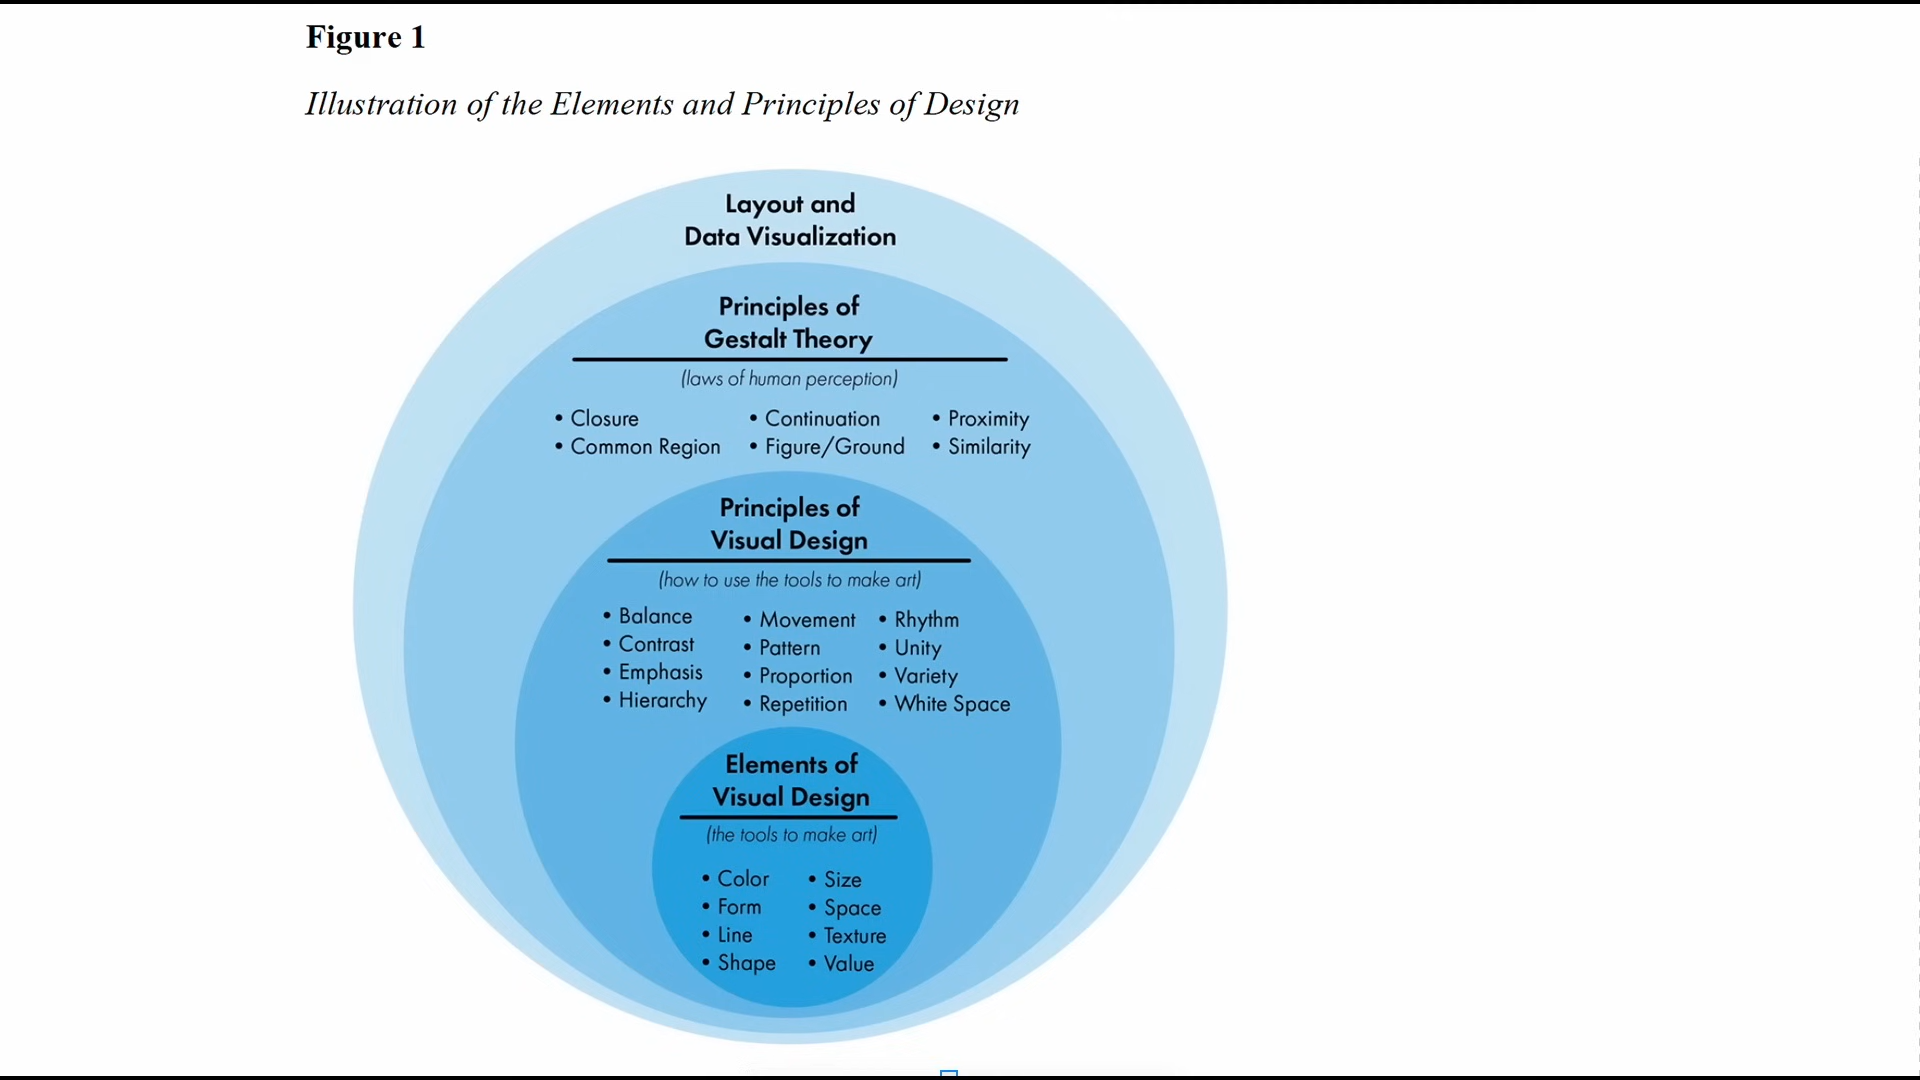 Figure 1
Illustration of the Elements and Principles of Design
Layout and
Data Visualization
Principles of
Gestalt Theory
(laws of human perception)
• Closure • Continuation • Proximity
• Common Region • Figure/Ground • Similarity
Principles of
Visual Design
(how to use the tools to make art)
• Balance • Movement • Rhythm
• Contrast • Pattern • Unity
• Emphasis • Proportion • Variety
• Hierarchy • Repetition • White Space
Elements of
Visual Design
(the tools to make art)
• Color • Size
• Form • Space
• Line • Texture
• Shape • Value